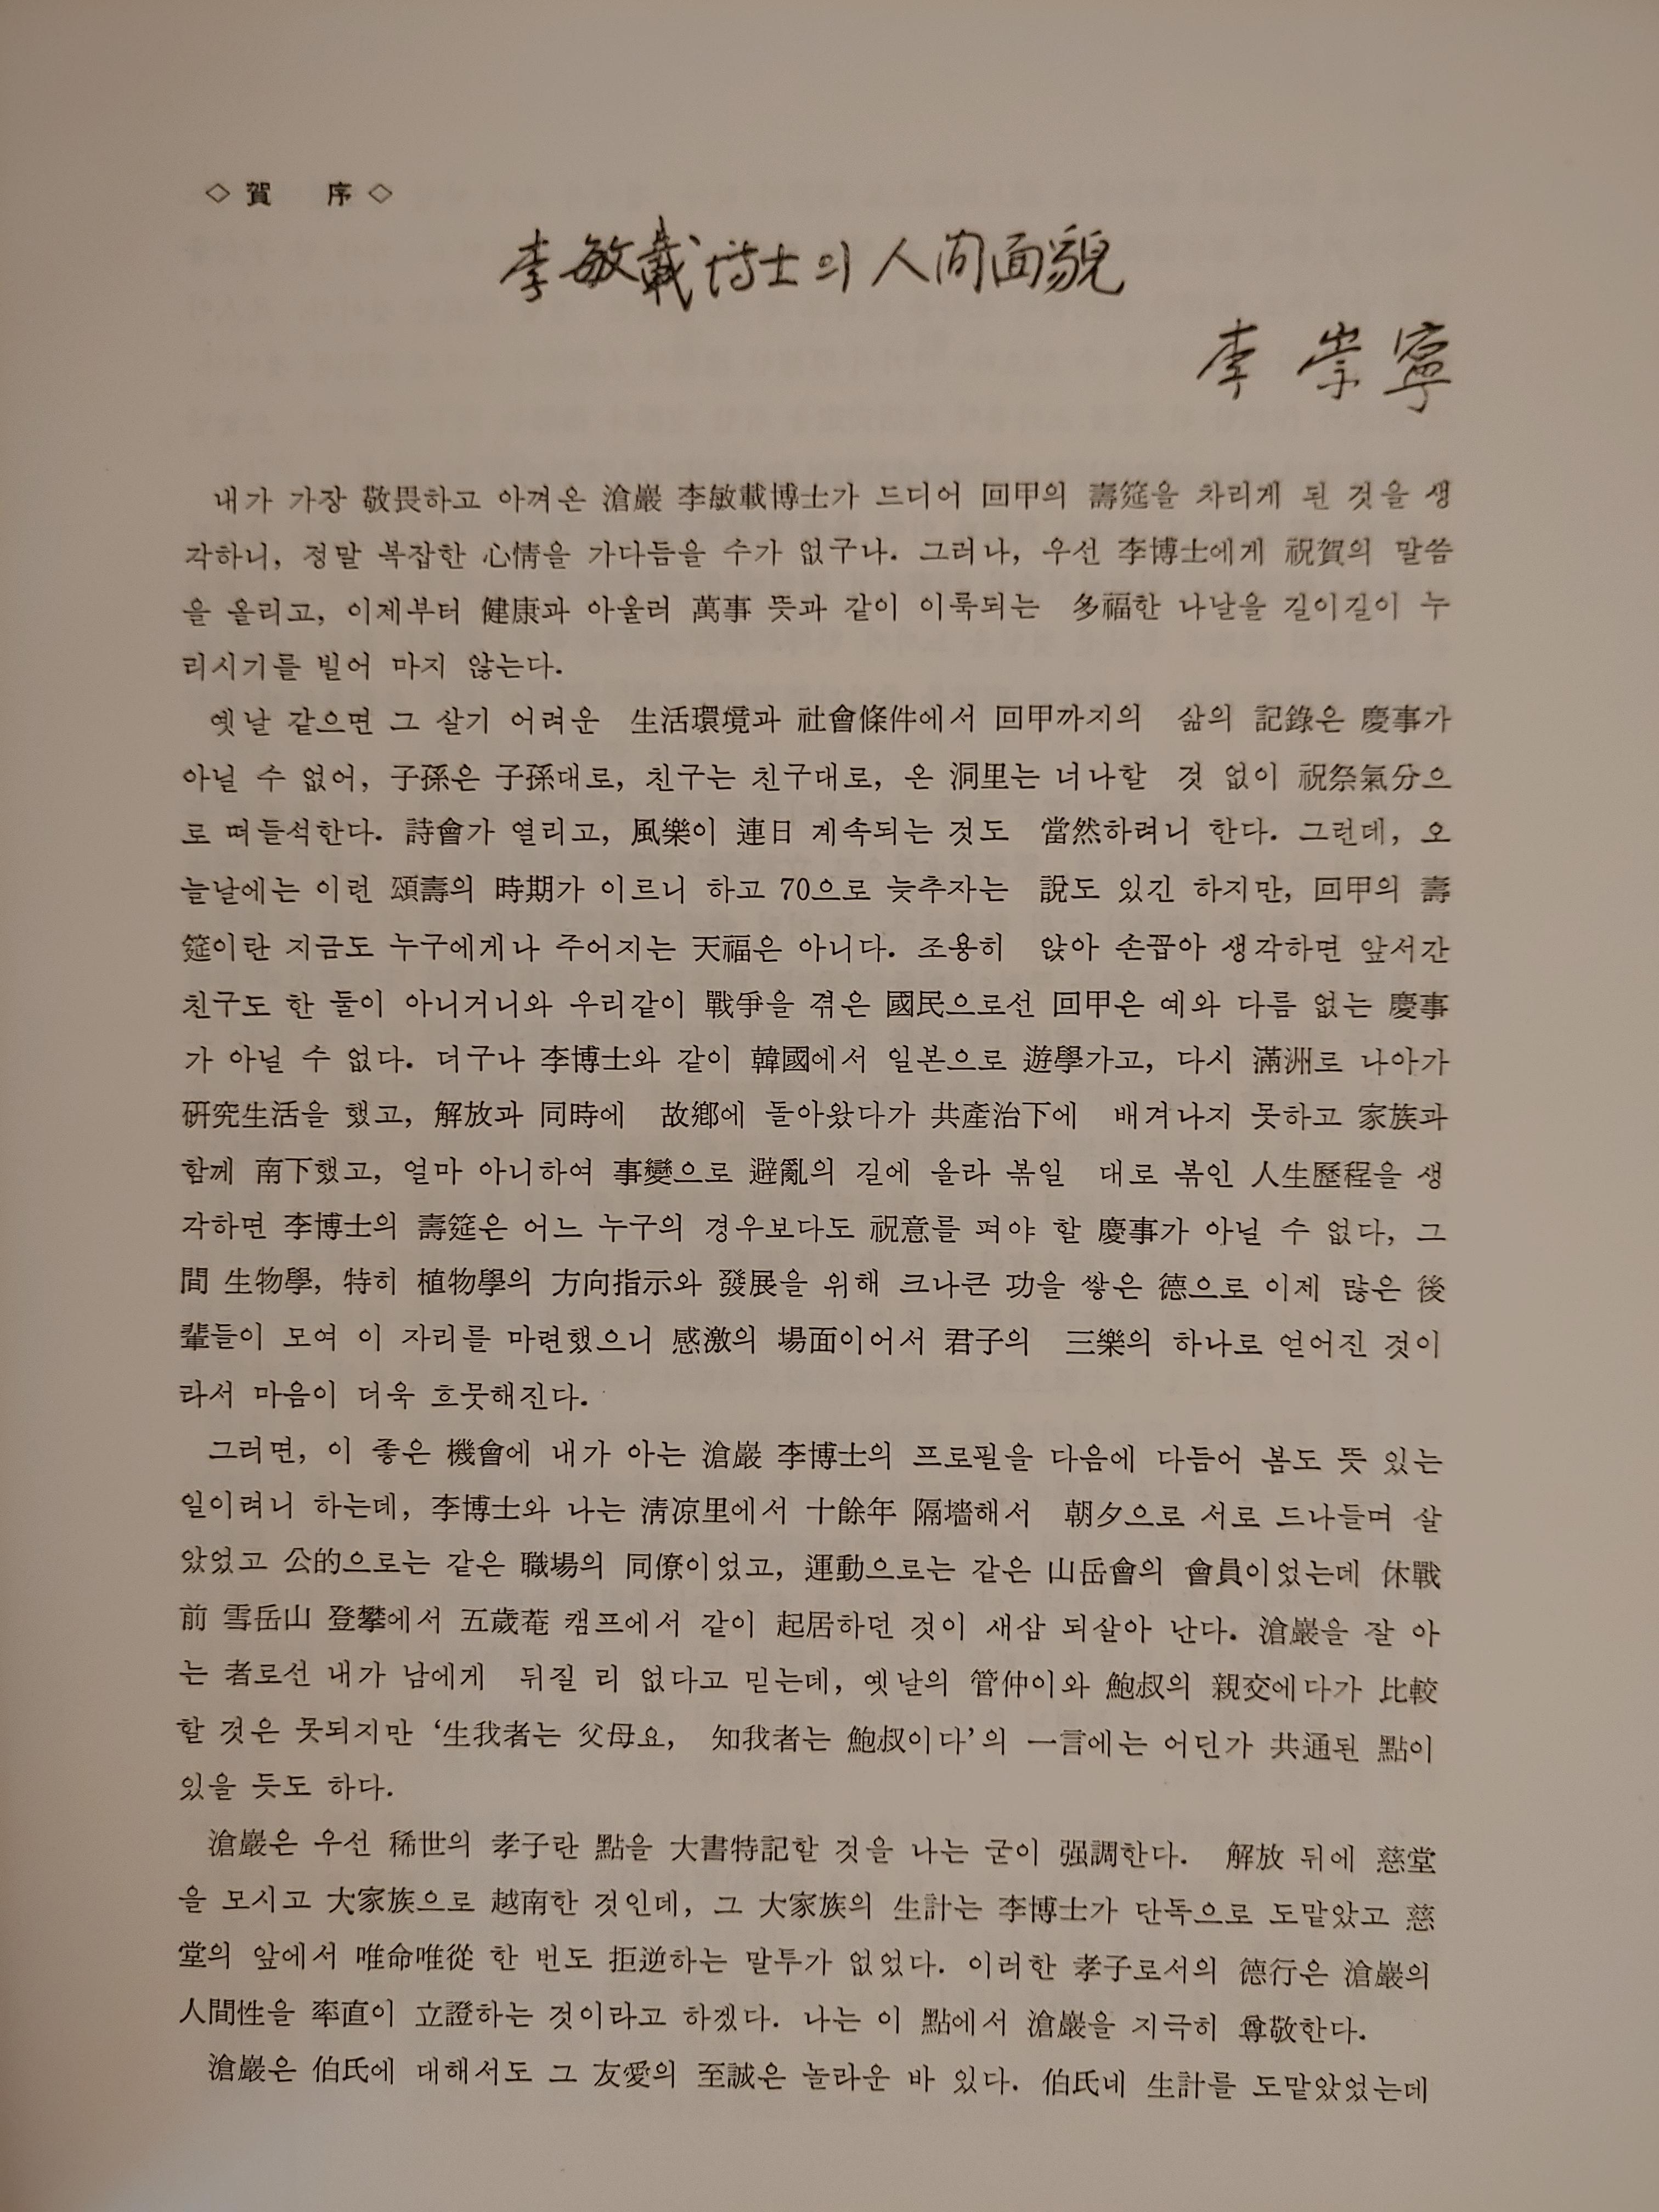 ◇ 賀 序 ◇
李敏載博士의 人間面貌
李崇寧
내가 가장 敬畏하고 아껴온 滄巖 李敏載博士가 드디어 回甲의 壽筵을 차리게 된 것을 생
각하니, 정말 복잡한 心情을 가다듬을 수가 없구나. 그러나, 우선 李博士에게 祝賀의 말씀
을 올리고, 이제부터 健康과 아울러 萬事 뜻과 같이 이룩되는 多福한 나날을 길이길이 누
리시기를 빌어 마지 않는다.
옛날 같으면 그 살기 어려운 生活環境과 社會條件에서 回甲까지의 삶의 記錄은 慶事가
아닐 수 없어, 子孫은 子孫대로, 친구는 친구대로, 온 洞里는 너나할 것 없이 祝祭氣分으
로 떠들석한다. 詩會가 열리고, 風樂이 連日 계속되는 것도 當然하려니 한다. 그런데, 오
늘날에는 이런 頌壽의 時期가 이르니 하고 70으로 늦추자는 說도 있긴 하지만, 回甲의 壽
筵이란 지금도 누구에게나 주어지는 天福은 아니다. 조용히 앉아 손꼽아 생각하면 앞서간
친구도 한 둘이 아니거니와 우리같이 戰爭을 겪은 國民으로선 回甲은 예와 다름 없는 慶事
가 아닐 수 없다. 더구나 李博士와 같이 韓國에서 일본으로 遊學가고, 다시 滿洲로 나아가
硏究生活을 했고, 解放과 同時에 故鄕에 돌아왔다가 共產治下에 배겨나지 못하고 家族과
함께 南下했고, 얼마 아니하여 事變으로 避亂의 길에 올라 볶일 대로 볶인 人生歷程을 생
각하면 李博士의 壽筵은 어느 누구의 경우보다도 祝意를 펴야 할 慶事가 아닐 수 없다, 그
間 生物學, 特히 植物學의 方向指示와 發展을 위해 크나큰 功을 쌓은 德으로 이제 많은 後
輩들이 모여 이 자리를 마련했으니 感激의 場面이어서 君子의 三樂의 하나로 얻어진 것이
라서 마음이 더욱 흐뭇해진다.
그러면, 이 좋은 機會에 내가 아는 滄巖 李博士의 프로필을 다음에 다듬어 봄도 뜻 있는
일이려니 하는데, 李博士와 나는 淸凉里에서 十餘年 隔墻해서 朝夕으로 서로 드나들며 살
았었고 公的으로는 같은 職場의 同僚이었고, 運動으로는 같은 山岳會의 會員이었는데 休戰
前 雪岳山 登攀에서 五歲菴 캠프에서 같이 起居하던 것이 새삼 되살아 난다. 滄巖을 잘 아
는 者로선 내가 남에게 뒤질 리 없다고 믿는데, 옛날의 管仲이와 鮑叔의 親交에다가 比較
할 것은 못되지만 ‘生我者는 父母요, 知我者는 鮑叔이다’의 一言에는 어딘가 共通된 點이
있을 듯도 하다.
滄巖은 우선 稀世의 孝子란 點을 大書特記할 것을 나는 굳이 强調한다. 解放 뒤에 慈堂
을 모시고 大家族으로 越南한 것인데, 그 大家族의 生計는 李博士가 단독으로 도맡았고 慈
堂의 앞에서 唯命唯從 한 번도 拒逆하는 말투가 없었다. 이러한 孝子로서의 德行은 滄巖의
人間性을 率直이 立證하는 것이라고 하겠다. 나는 이 點에서 滄巖을 지극히 尊敬한다.
滄巖은 伯氏에 대해서도 그 友愛의 至誠은 놀라운 바 있다. 伯氏네 生計를 도맡았었는데